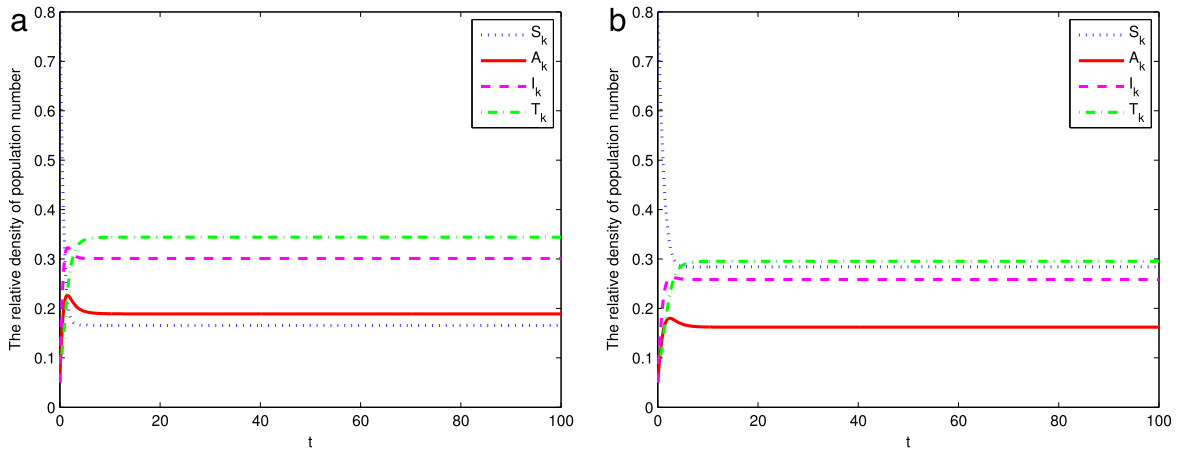 a
The relative density of population number
0.8
0.7
0.6
0.5
0.4
0.3
0.2
0.1
0
0 20 40 60 80 100
t
S_k
A_k
I_k
T_k
b
The relative density of population number
0.8
0.7
0.6
0.5
0.4
0.3
0.2
0.1
0
0 20 40 60 80 100
t
S_k
A_k
I_k
T_k